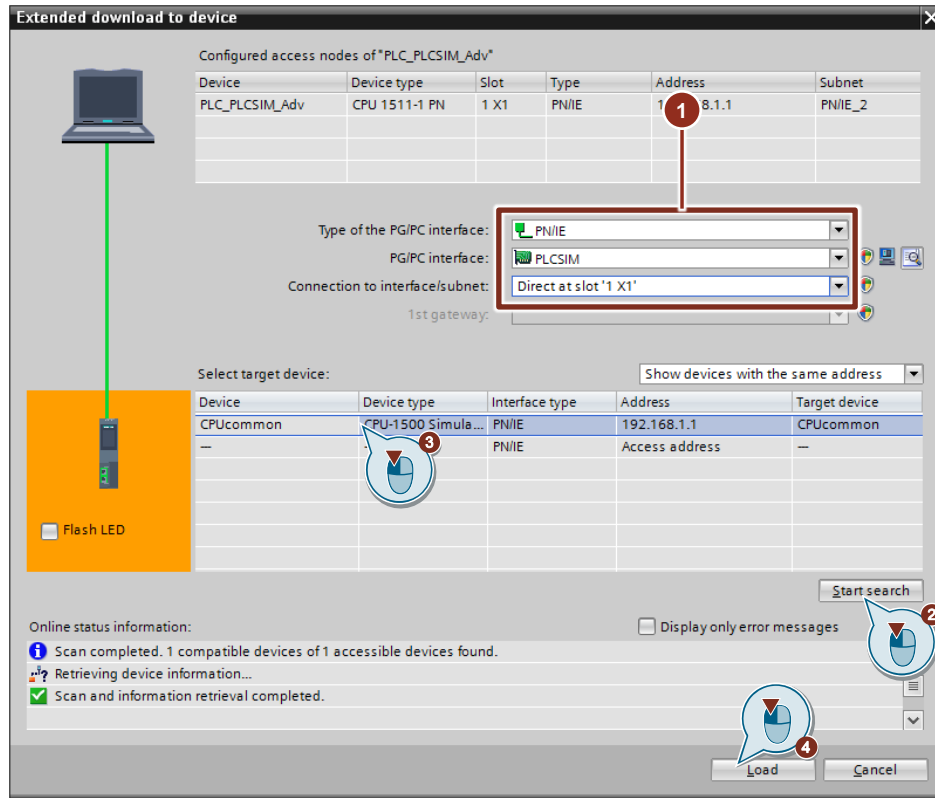 Extended download to device
Configured access nodes of "PLC_PLCSIM_Adv"
Device Device type Slot Type Address Subnet
PLC_PLCSIM_Adv CPU 1511-1 PN 1 X1 PN/IE 8.1.1 PN/IE_2
1
Type of the PG/PC interface: PN/IE
PG/PC interface: PLCSIM
Connection to interface/subnet: Direct at slot '1 X1'
1st gateway:
Select target device: Show devices with the same address
Device Device type Interface type Address Target device
CPUcommon CPU-1500 Simula... PN/IE 192.168.1.1 CPUcommon
— PN/IE Access address —
3
Flash LED
Start search
2
Online status information: Display only error messages
Scan completed. 1 compatible devices of 1 accessible devices found.
Retrieving device information...
Scan and information retrieval completed.
4
Load Cancel